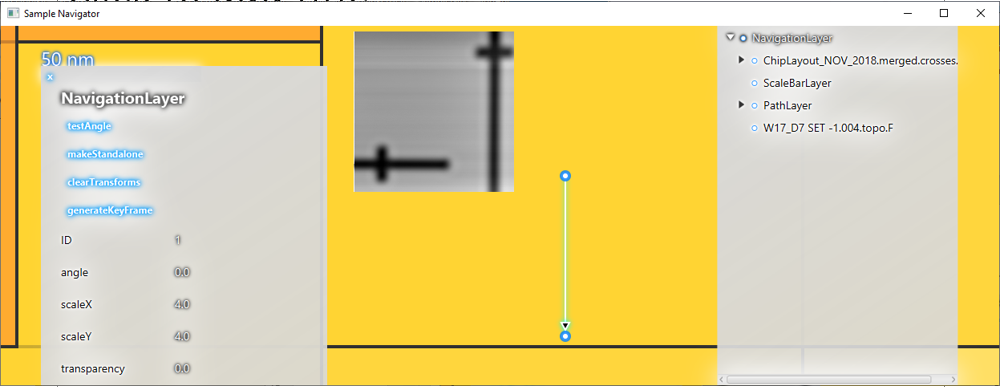 Sample Navigator
50 nm
NavigationLayer
testAngle
makeStandalone
clearTransforms
generateKeyFrame
ID 1
angle 0.0
scaleX 4.0
scaleY 4.0
transparency 0.0
NavigationLayer
ChipLayout_NOV_2018.merged.crosses.
ScaleBarLayer
PathLayer
W17_D7 SET -1.004.topo.F